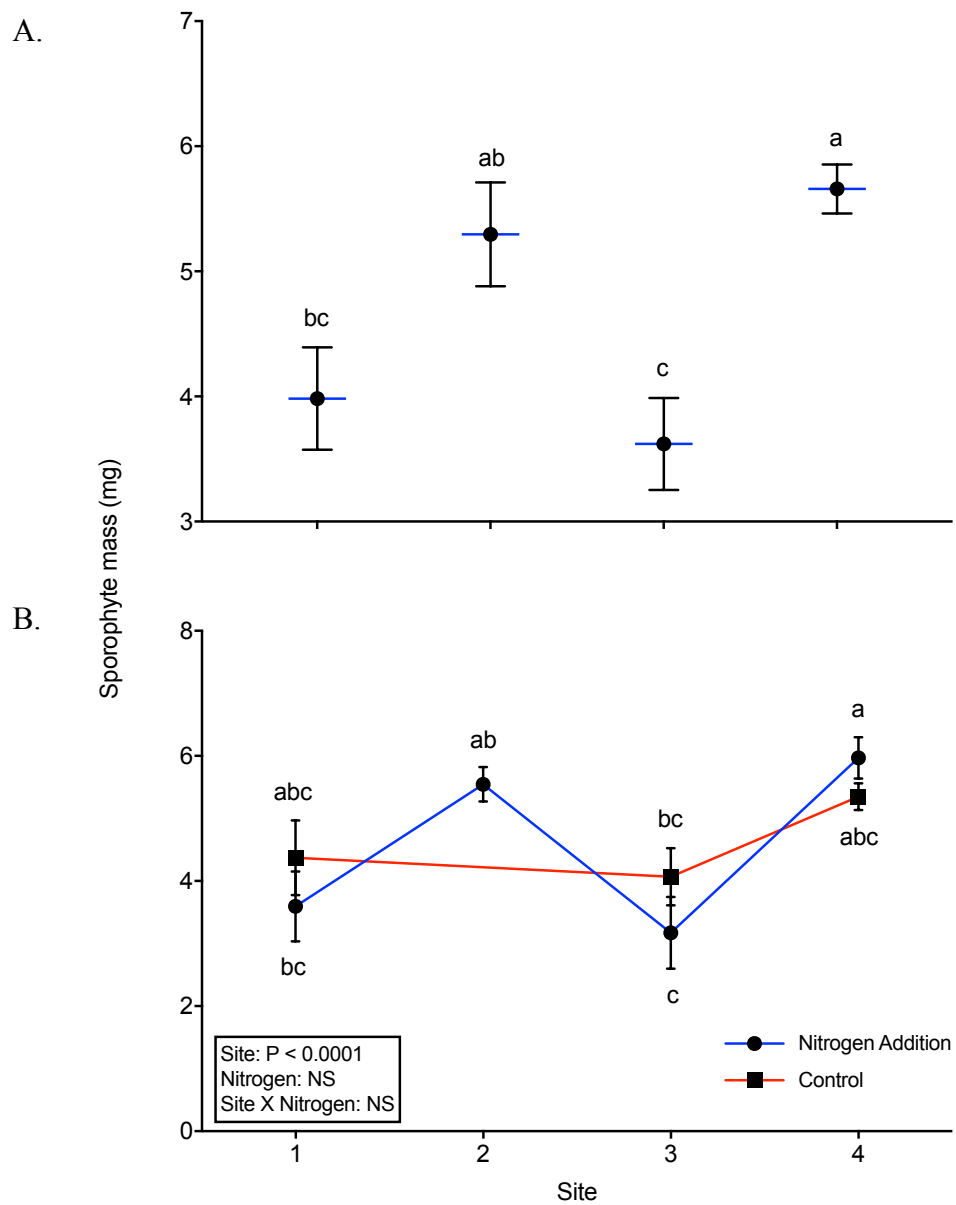 A.
7
6
5
4
3
bc
ab
c
a
Sporophyte mass (mg)
B.
8
6
4
2
0
abc
bc
ab
bc
c
a
abc
Site: P < 0.0001
Nitrogen: NS
Site X Nitrogen: NS
Nitrogen Addition
Control
1
2
3
4
Site